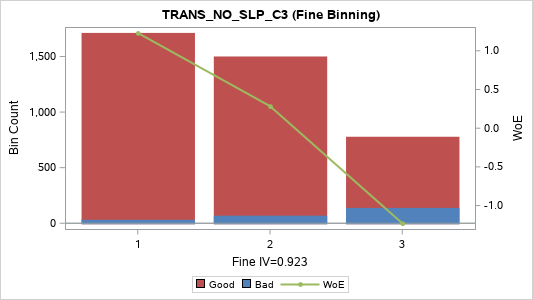 TRANS_NO_SLP_C3 (Fine Binning)
1,500
1,000
500
0
Bin Count
1.0
0.5
0.0
-0.5
-1.0
WoE
1 2 3
Fine IV=0.923
Good Bad WoE